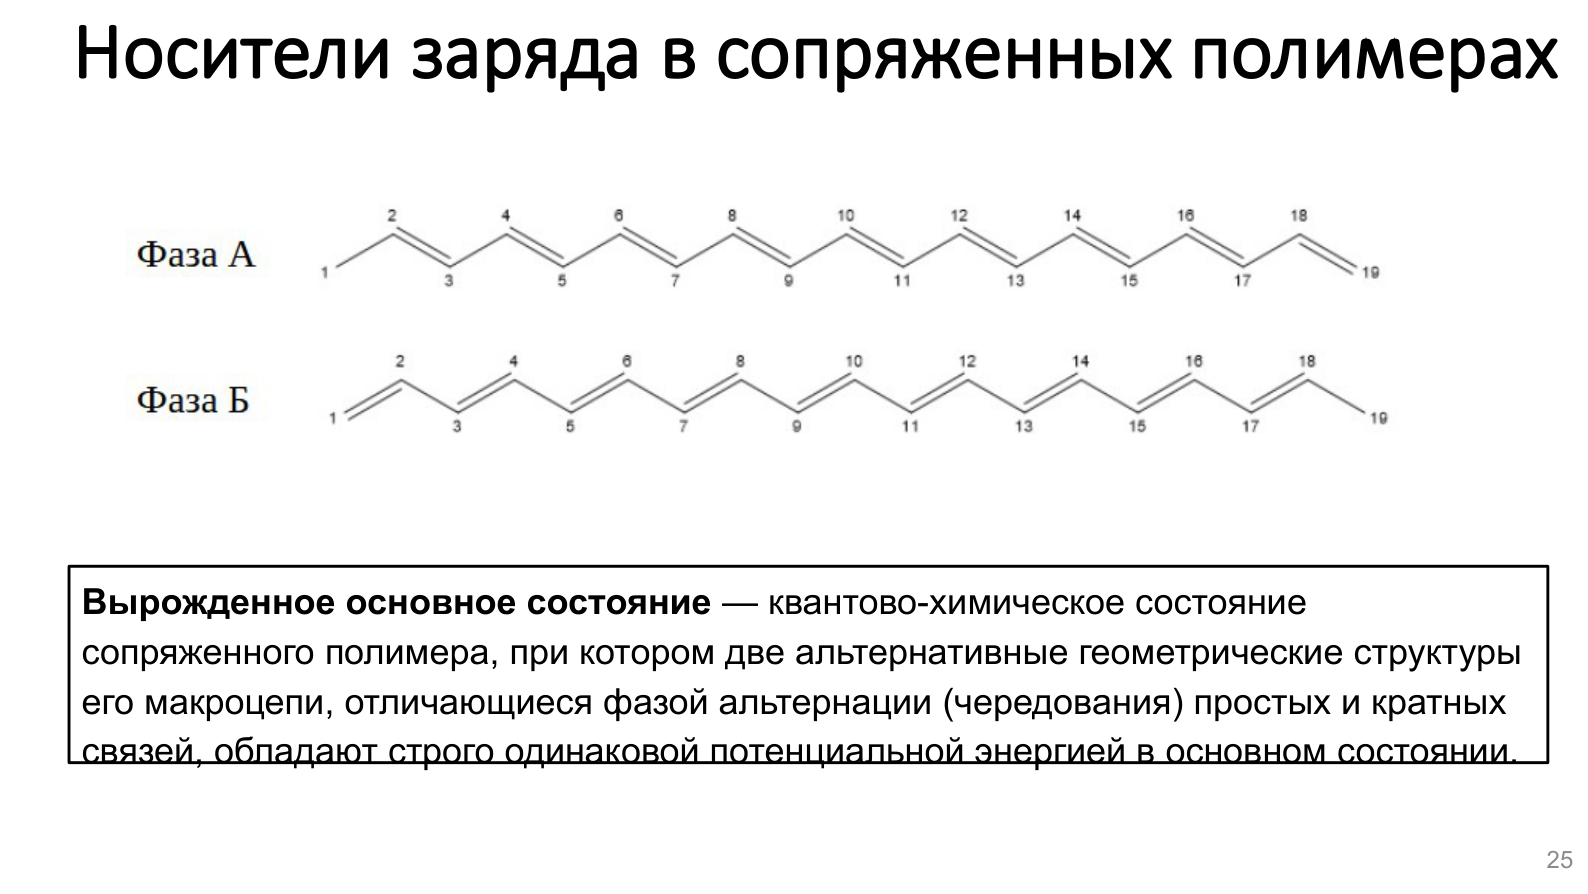 Носители заряда в сопряженных полимерах
2 4 6 8 10 12 14 16 18
Фаза А
1 3 5 7 9 11 13 15 17 19
2 4 6 8 10 12 14 16 18
Фаза Б
1 3 5 7 9 11 13 15 17 19
Вырожденное основное состояние — квантово-химическое состояние
сопряженного полимера, при котором две альтернативные геометрические структуры
его макроцепи, отличающиеся фазой альтернации (чередования) простых и кратных
связей, обладают строго одинаковой потенциальной энергией в основном состоянии.
25